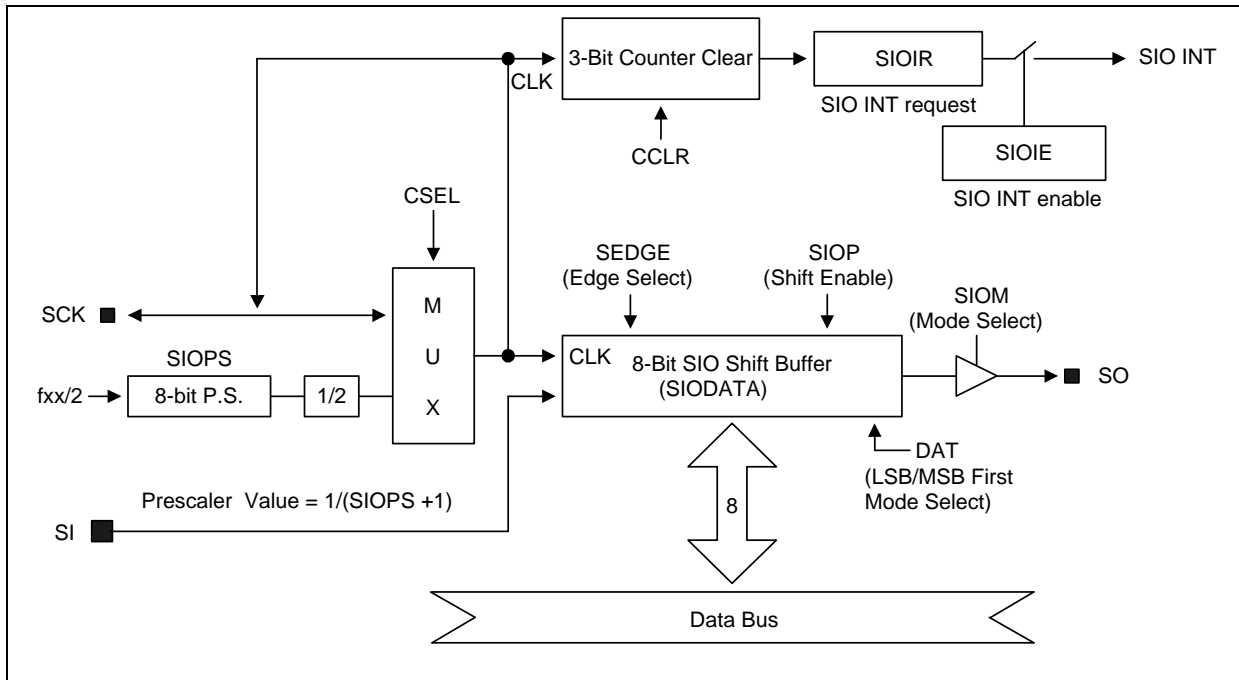 3-Bit Counter Clear
CLK
CCLR
SIOIR
SIO INT request
SIO INT
SIOIE
SIO INT enable
CSEL
SEDGE
(Edge Select)
SIOP
(Shift Enable)
SIOM
(Mode Select)
SCK
M
U
X
SIOPS
fxx/2
8-bit P.S.
1/2
CLK
8-Bit SIO Shift Buffer
(SIODATA)
SO
DAT
(LSB/MSB First
Mode Select)
Prescaler Value = 1/(SIOPS +1)
SI
8
Data Bus